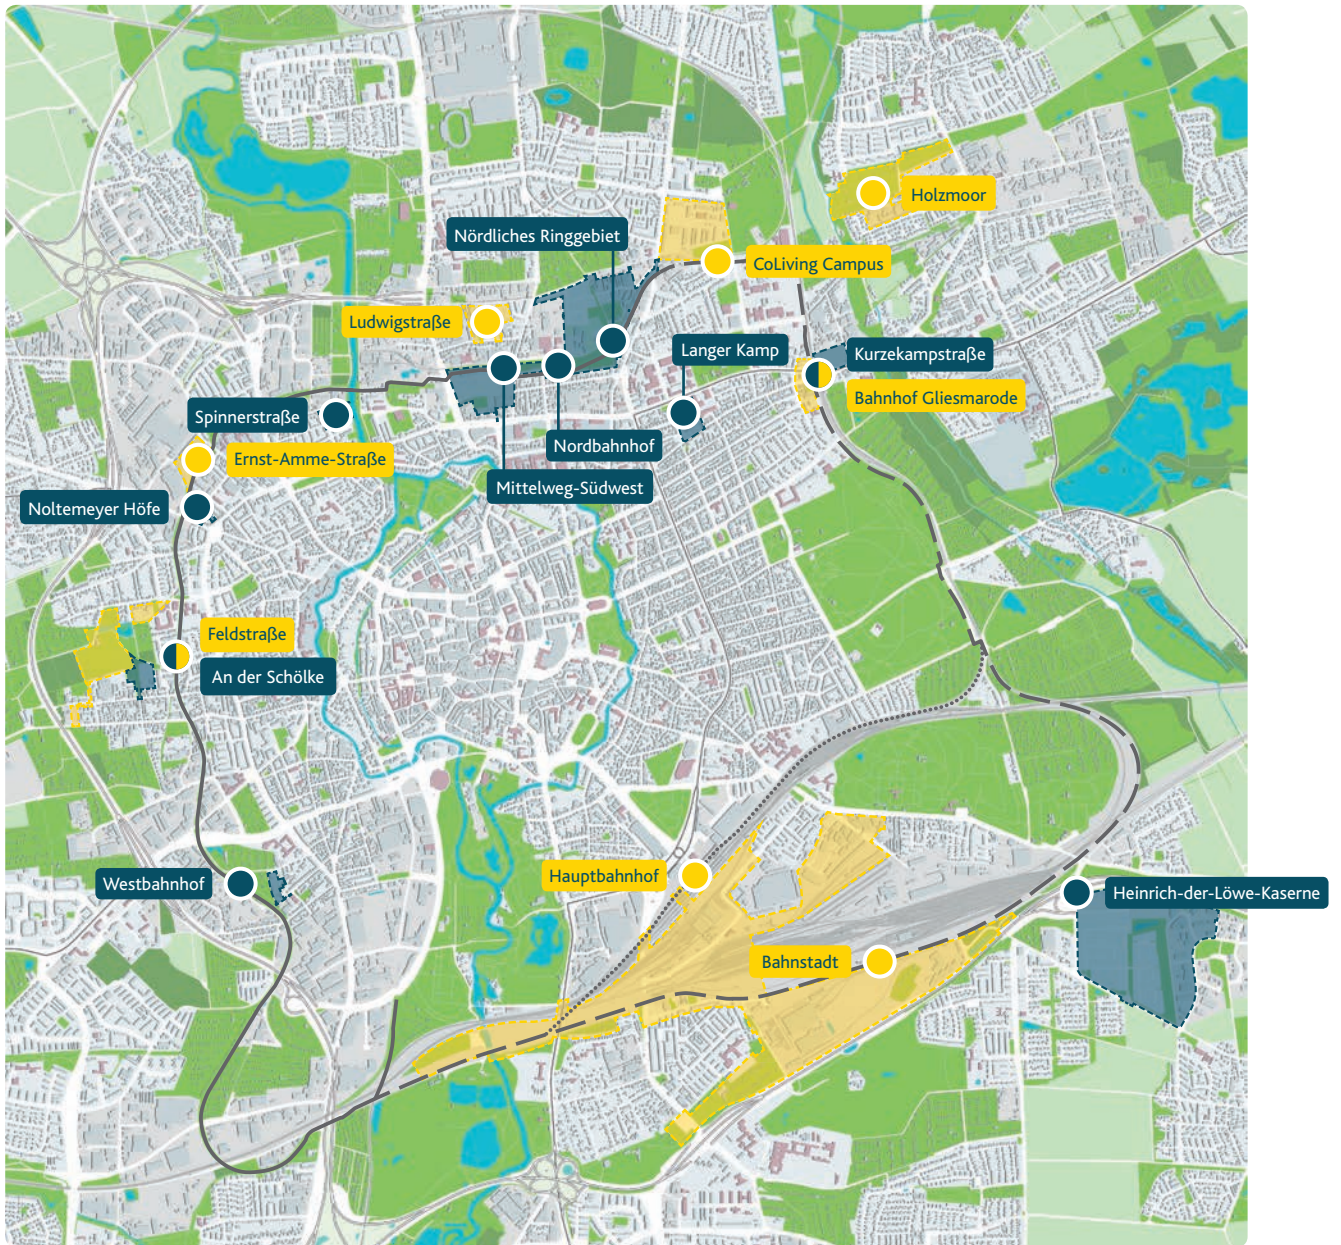 Holzmoor
Nördliches Ringgebiet
CoLiving Campus
Ludwigstraße
Langer Kamp
Kurzekampstraße
Bahnhof Gliesmarode
Spinnerstraße
Nordbahnhof
Ernst-Amme-Straße
Mittelweg-Südwest
Noltemeyer Höfe
Feldstraße
An der Schölke
Hauptbahnhof
Westbahnhof
Heinrich-der-Löwe-Kaserne
Bahnstadt